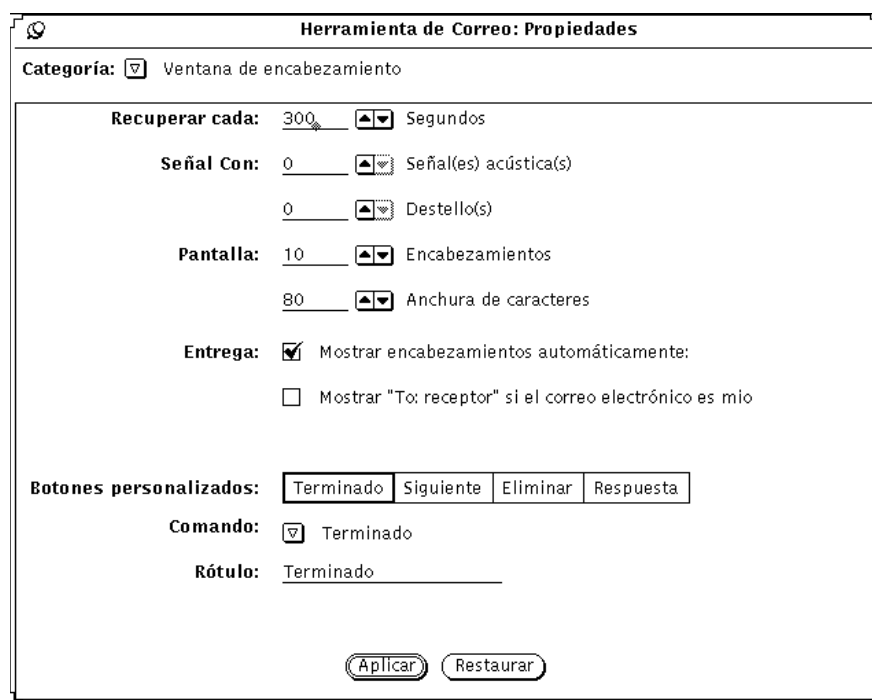 Herramienta de Correo: Propiedades
Categoría: Ventana de encabezamiento
Recuperar cada: 300 Segundos
Señal Con: 0 Señal(es) acústica(s)
0 Destello(s)
Pantalla: 10 Encabezamientos
80 Anchura de caracteres
Entrega: Mostrar encabezamientos automáticamente:
Mostrar "To: receptor" si el correo electrónico es mio
Botones personalizados: Terminado Siguiente Eliminar Respuesta
Comando: Terminado
Rótulo: Terminado
Aplicar Restaurar